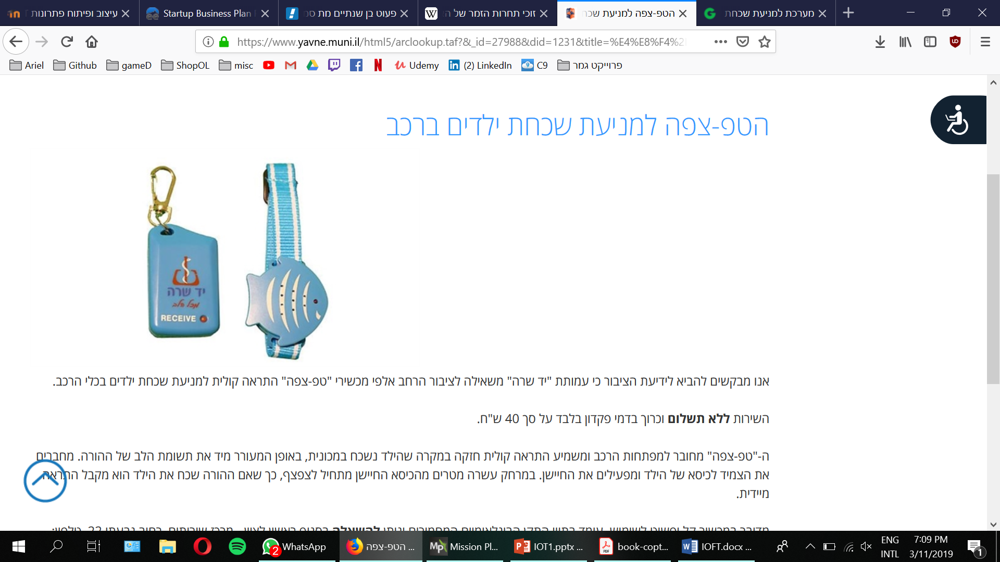 עיצוב ופיתוח פתרונות
Startup Business Plan
פעוט בן שנתיים מת
זוכי תחרות הזמר של
הטפ-צפה למניעת שכח
מערכת למניעת שכחת
https://www.yavne.muni.il/html5/arclookup.taf?&_id=27988&did=1231&title=%E4%E8%F4%2
Ariel
Github
gameD
ShopOL
misc
Udemy
(2) LinkedIn
C9
פרוייקט גמר
הטפ-צפה למניעת שכחת ילדים ברכב
יד שרה
מכל הלב
RECEIVE
אנו מבקשים להביא לידיעת הציבור כי עמותת "יד שרה" משאילה לציבור הרחב אלפי מכשירי "טפ-צפה" התראה קולית למניעת שכחת ילדים בכלי הרכב.
השירות ללא תשלום וכרוך בדמי פקדון בלבד על סך 40 ש"ח.
ה-"טפ-צפה" מחובר למפתחות הרכב ומשמיע התראה קולית חזקה במקרה שהילד נשכח במכונית, באופן המעורר מיד את תשומת הלב של ההורה. מחברים
את הצמיד לכיסא של הילד ומפעילים את החיישן. במרחק עשרה מטרים מהכיסא החיישן מתחיל לצפצף, כך שאם ההורה שכח את הילד הוא מקבל התראה
מיידית.
WhatsApp
2
הטפ-צפה ...
Mission Pl...
IOT1.pptx ...
book-copt...
IOFT.docx ...
ENG
INTL
7:09 PM
3/11/2019
1